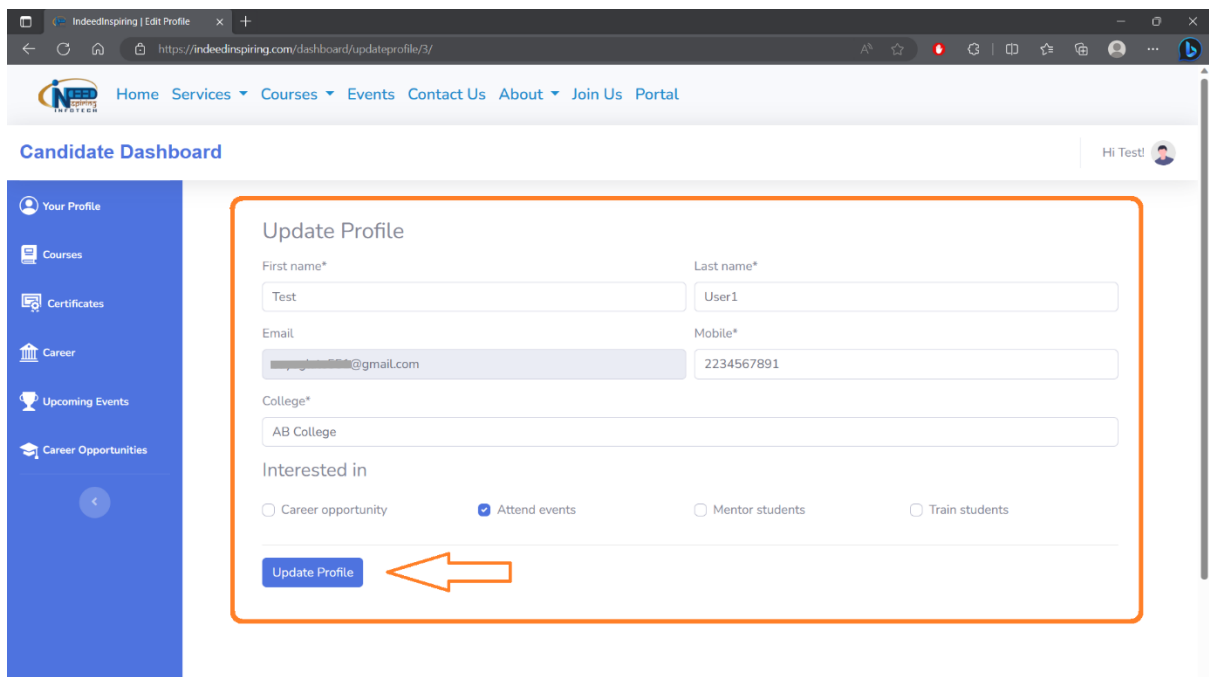 IndeedInspiring | Edit Profile
https://indeedinspiring.com/dashboard/updateprofile/3/
NEED
Inspiring
INFOTECH
Home Services Courses Events Contact Us About Join Us Portal
Candidate Dashboard
Hi Test!
Your Profile
Courses
Certificates
Career
Upcoming Events
Career Opportunities
Update Profile
First name* Last name*
Test User1
Email Mobile*
@gmail.com 2234567891
College*
AB College
Interested in
Career opportunity Attend events Mentor students Train students
Update Profile